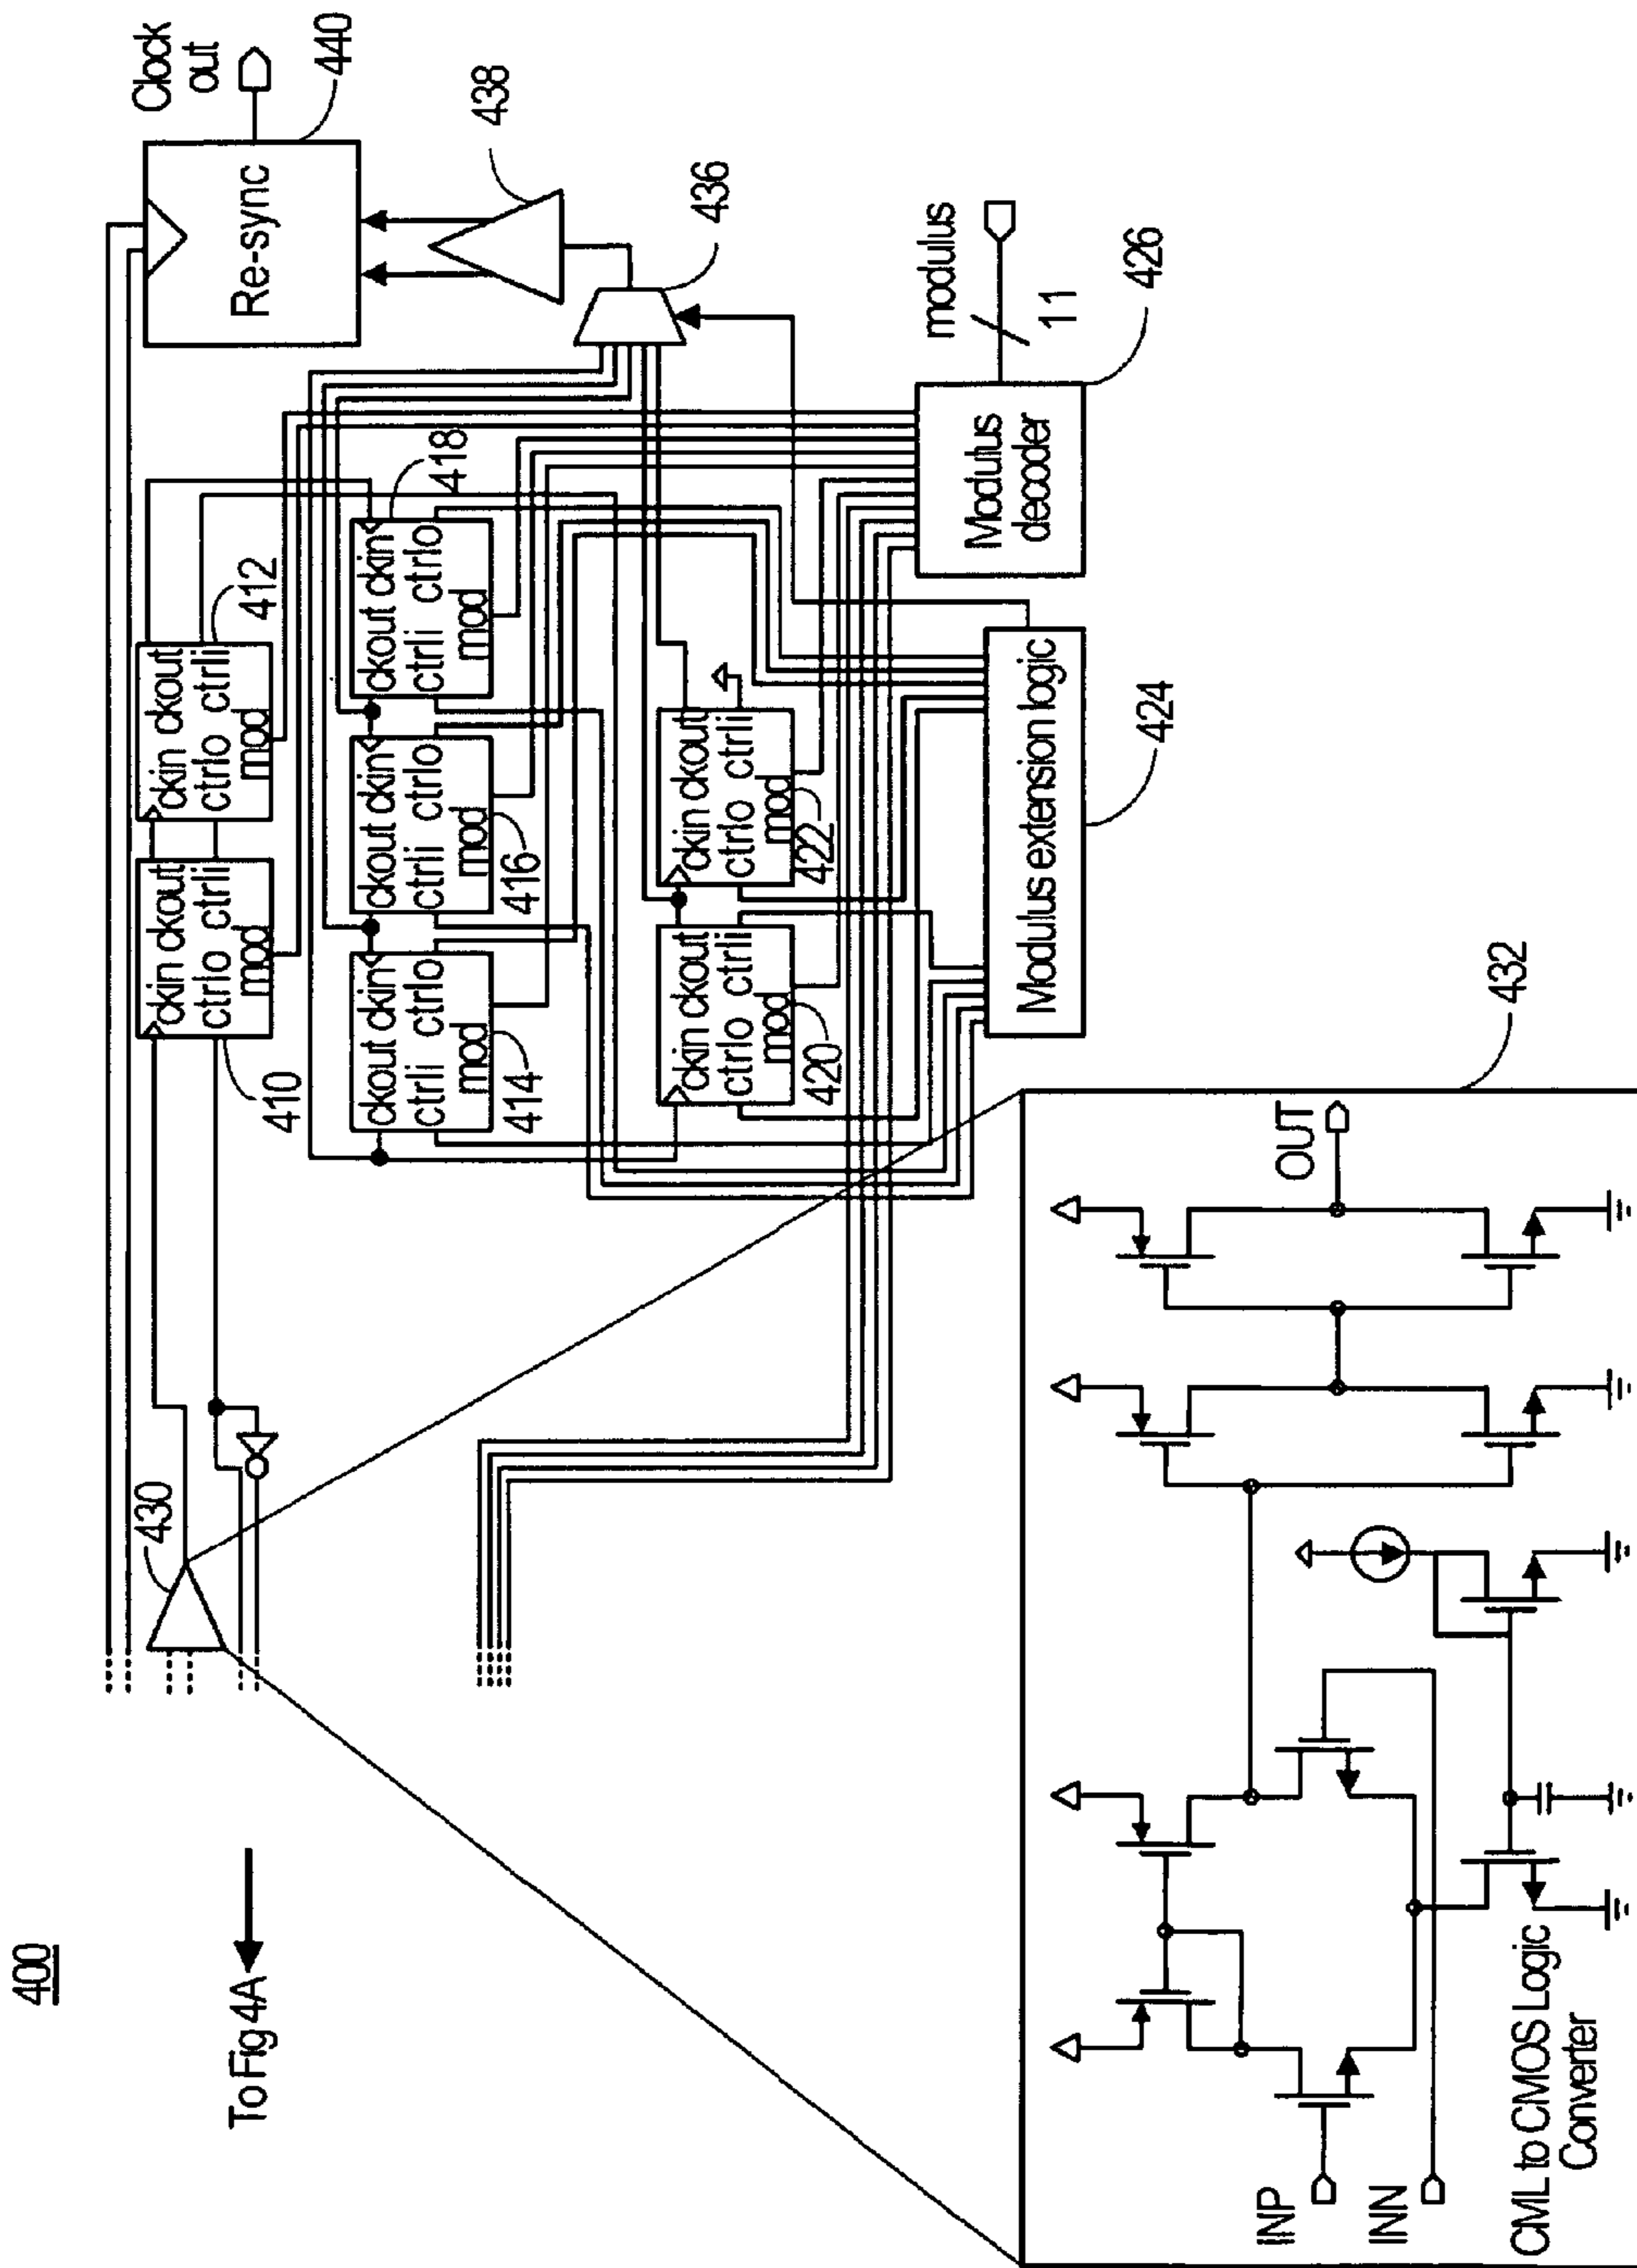 400
To Fig 4A
430
410
412
ckin ckout
ctrlo ctrli
mod
ckin ckout
ctrlo ctrli
mod
Re-sync
Clock
out
440
438
436
414
ckout ckin
ctrli ctrlo
mod
416
ckout ckin
ctrli ctrlo
mod
418
ckout ckin
ctrli ctrlo
mod
420
ckin ckout
ctrlo ctrli
mod
422
ckin ckout
ctrlo ctrli
mod
modulus
11
426
Modulus
decoder
Modulus extension logic
424
432
INP
INN
OUT
CML to CMOS Logic
Converter